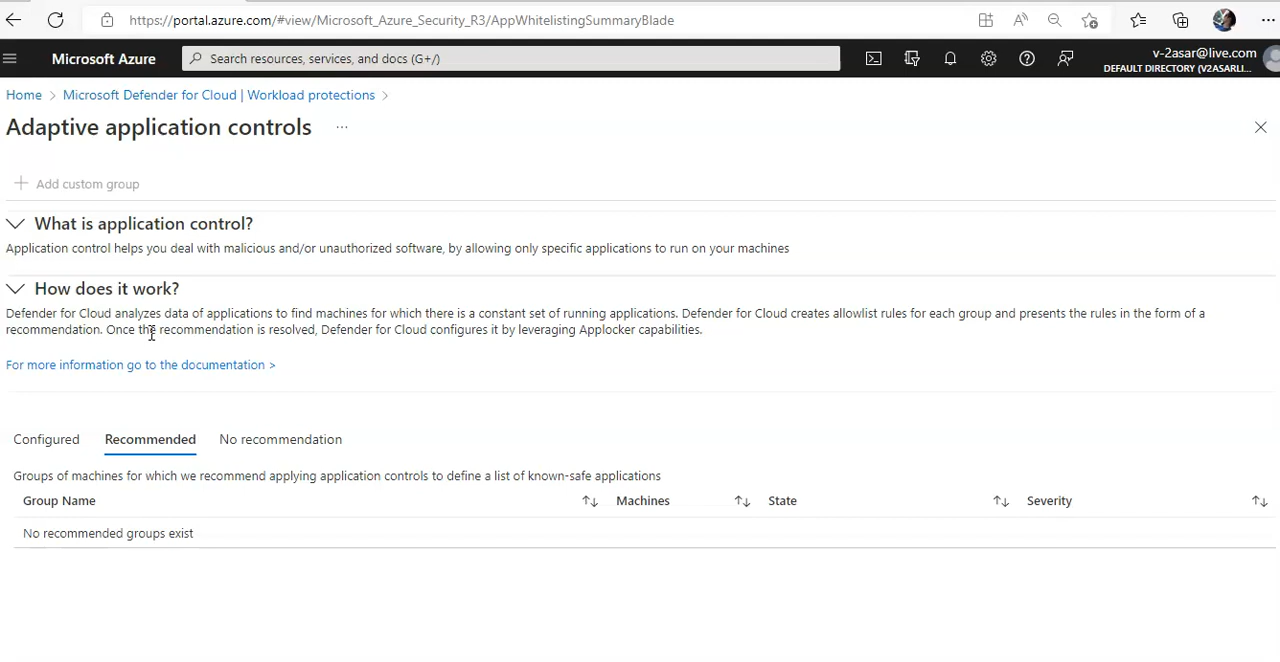 https://portal.azure.com/#view/Microsoft_Azure_Security_R3/AppWhitelistingSummaryBlade
Microsoft Azure
Search resources, services, and docs (G+/)
v-2asar@live.com
DEFAULT DIRECTORY (V2ASARLI...
Home > Microsoft Defender for Cloud | Workload protections >
Adaptive application controls ...
+ Add custom group
What is application control?
Application control helps you deal with malicious and/or unauthorized software, by allowing only specific applications to run on your machines
How does it work?
Defender for Cloud analyzes data of applications to find machines for which there is a constant set of running applications. Defender for Cloud creates allowlist rules for each group and presents the rules in the form of a
recommendation. Once the recommendation is resolved, Defender for Cloud configures it by leveraging Applocker capabilities.
For more information go to the documentation >
Configured Recommended No recommendation
Groups of machines for which we recommend applying application controls to define a list of known-safe applications
Group Name Machines State Severity
No recommended groups exist